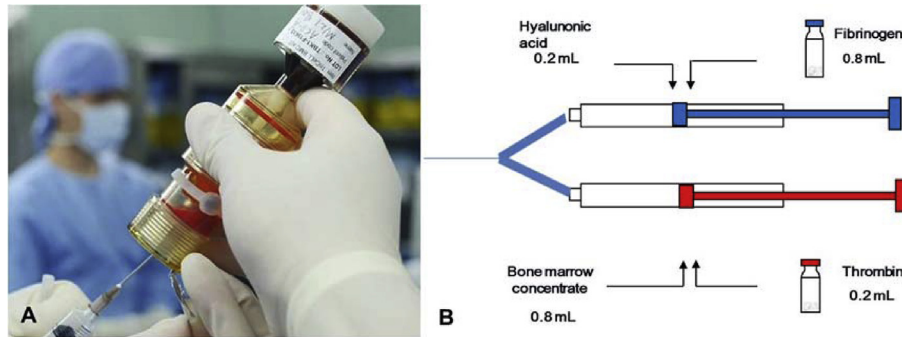 A
Hyalunonic
acid
0.2 mL
Fibrinogen
0.8 mL
Bone marrow
concentrate
0.8 mL
Thrombin
0.2 mL
B